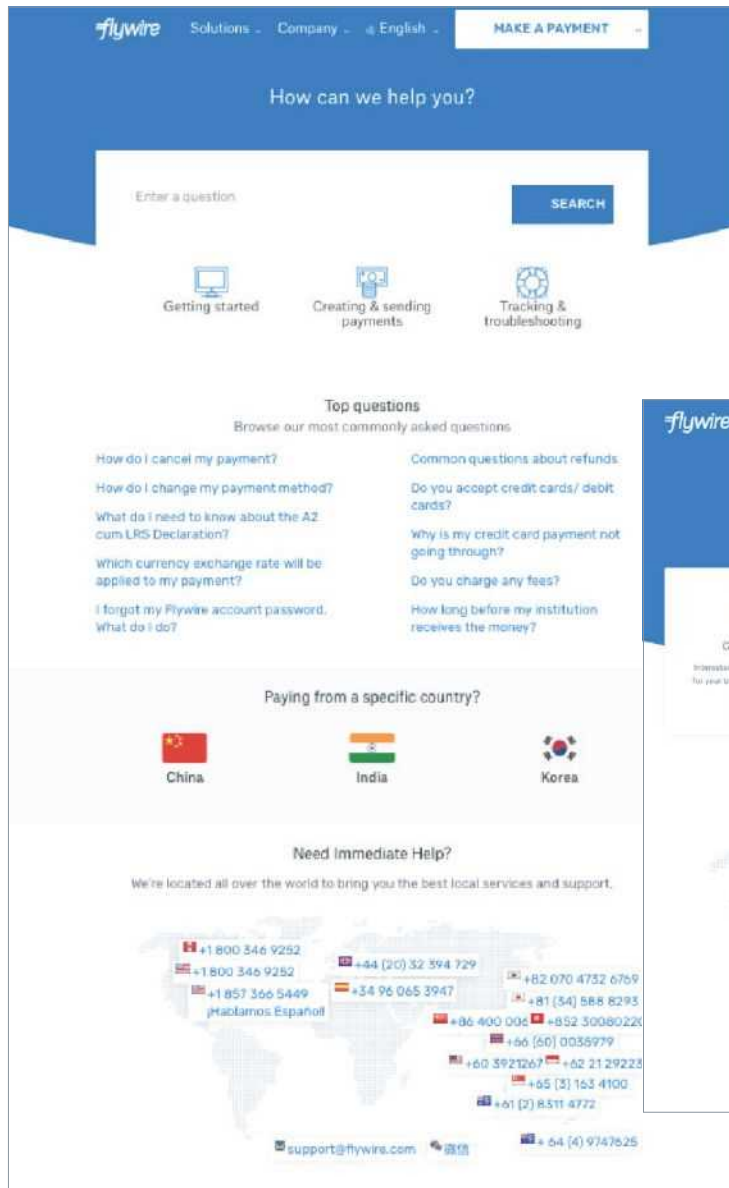 flywire Solutions Company English MAKE A PAYMENT
How can we help you?
Enter a question
SEARCH
Getting started
Creating & sending
payments
Tracking &
troubleshooting
Top questions
Browse our most commonly asked questions
How do I cancel my payment?
How do I change my payment method?
What do I need to know about the A2
cum LRS Declaration?
Which currency exchange rate will be
applied to my payment?
I forgot my Flywire account password.
What do I do?
Common questions about refunds
Do you accept credit cards/ debit
cards?
Why is my credit card payment not
going through?
Do you charge any fees?
How long before my institution
receives the money?
Paying from a specific country?
China
India
Korea
Need Immediate Help?
We're located all over the world to bring you the best local services and support.
+1 800 346 9252
+1 800 346 9252
+1 857 366 5449
¡Hablamos Español!
+44 (20) 32 394 729
+34 96 065 3947
+82 070 4732 6769
+81 (34) 588 8293
+86 400 006 +852 3008022
+66 (60) 0035979
+60 3921267 +62 21 29223
+65 (3) 163 4100
+61 (2) 8311 4772
+ 64 (4) 9747625
support@flywire.com 微信
flywire
for your